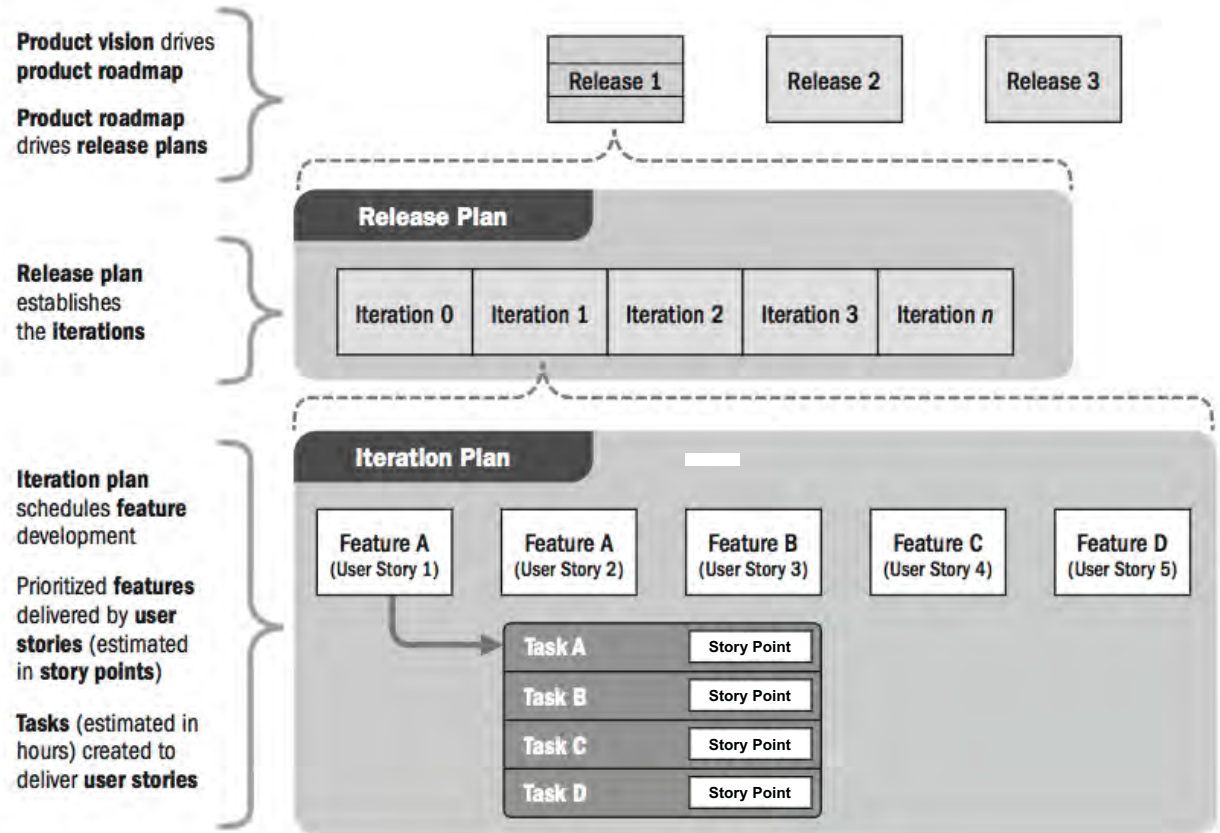 Product vision drives
product roadmap
Product roadmap
drives release plans
Release 1
Release 2
Release 3
Release Plan
Release plan
establishes
the iterations
Iteration 0
Iteration 1
Iteration 2
Iteration 3
Iteration n
Iteration Plan
Iteration plan
schedules feature
development
Prioritized features
delivered by user
stories (estimated
in story points)
Tasks (estimated in
hours) created to
deliver user stories
Feature A
(User Story 1)
Feature A
(User Story 2)
Feature B
(User Story 3)
Feature C
(User Story 4)
Feature D
(User Story 5)
Task A
Story Point
Task B
Story Point
Task C
Story Point
Task D
Story Point